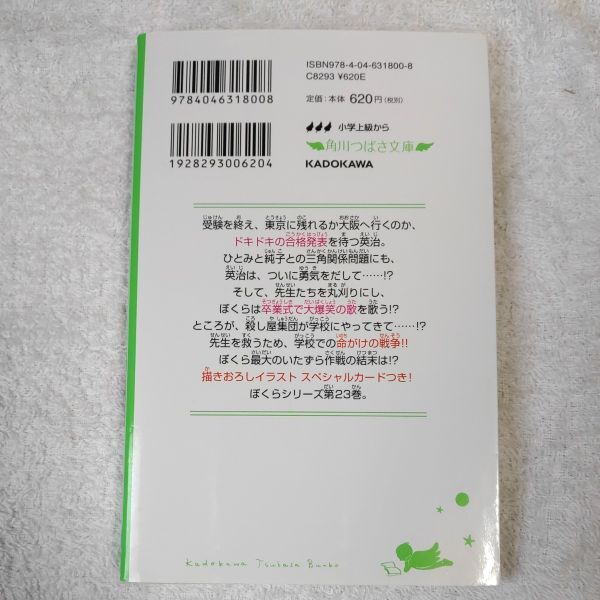 ISBN978-4-04-631800-8
C8293 ¥620E
定価:本体 620円(税別)
9784046318008
1928293006204
小学上級から
角川つばさ文庫
KADOKAWA
受験を終え、東京に残れるか大阪へ行くのか、
ドキドキの合格発表を待つ英治。
ひとみと純子との三角関係問題にも、
英治は、ついに勇気をだして……!?
そして、先生たちを丸刈りにし、
ぼくらは卒業式で大爆笑の歌を歌う!?
ところが、殺し屋集団が学校にやってきて……!?
先生を救うため、学校での命がけの戦争!!
ぼくら最大のいたずら作戦の結末は!?
描きおろしイラスト スペシャルカードつき!
ぼくらシリーズ第23巻。
Kadokawa Tsubasa Bunko